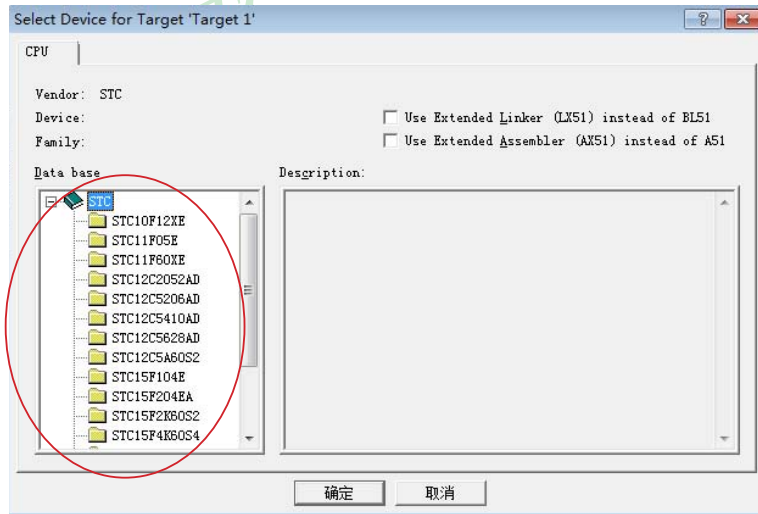 Select Device for Target 'Target 1'
CPU
Vendor: STC
Device:
Use Extended Linker (LX51) instead of BL51
Family:
Use Extended Assembler (AX51) instead of A51
Data base
Description:
STC
STC10F12XE
STC11F05E
STC11F60XE
STC12C2052AD
STC12C5206AD
STC12C5410AD
STC12C5628AD
STC12C5A60S2
STC15F104E
STC15F204EA
STC15F2K60S2
STC15F4K60S4
确定
取消